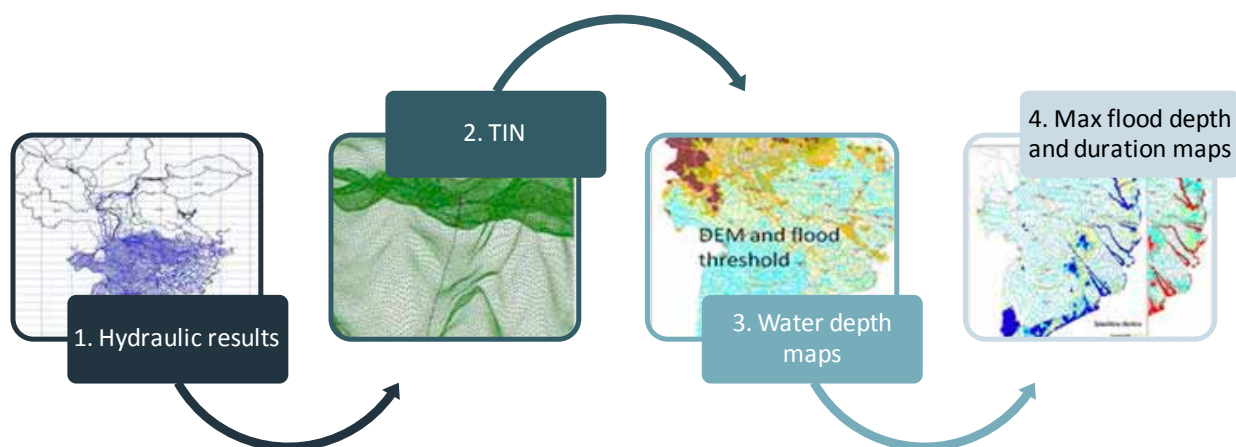 1. Hydraulic results
2. TIN
DEM and flood
threshold
3. Water depth
maps
4. Max flood depth
and duration maps